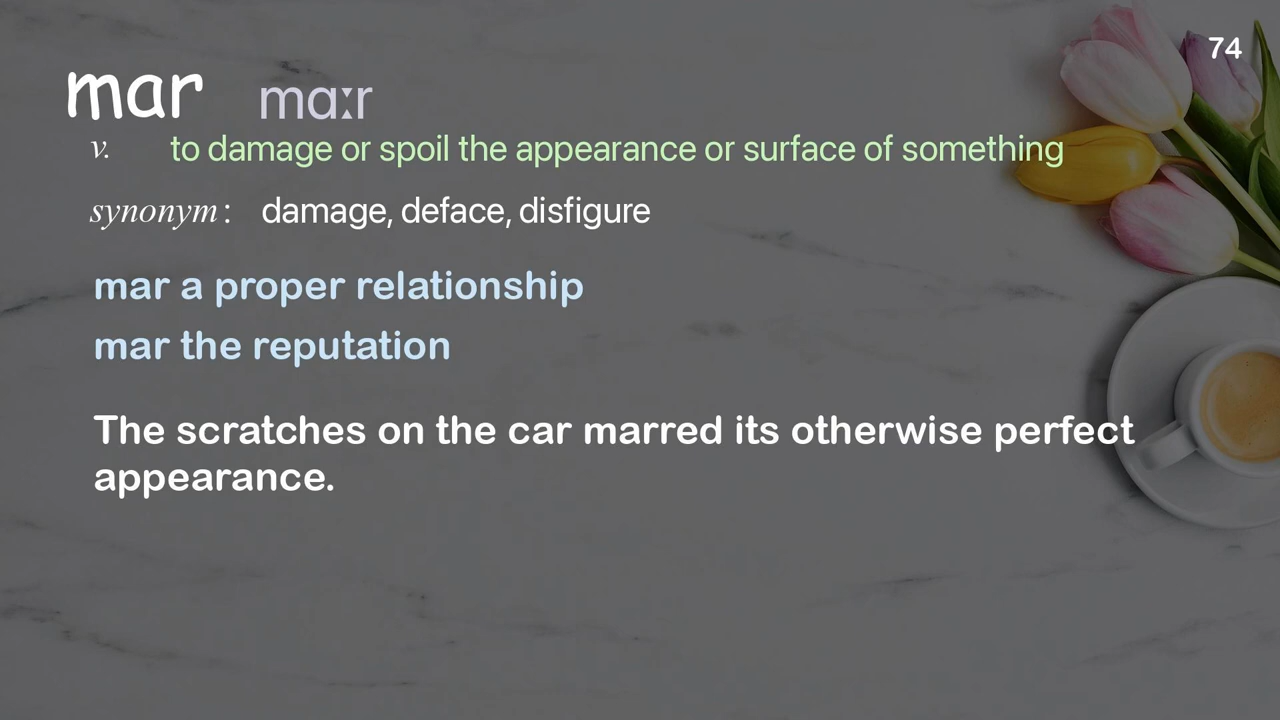 74
mar mɑːr
v. to damage or spoil the appearance or surface of something
synonym : damage, deface, disfigure
mar a proper relationship
mar the reputation
The scratches on the car marred its otherwise perfect
appearance.